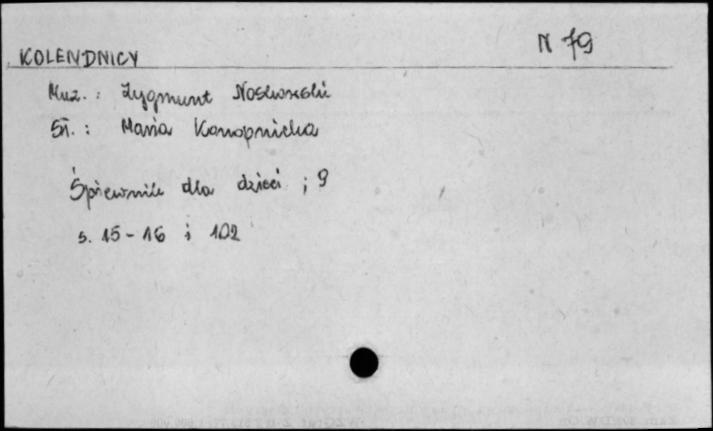 N 79
KOLENDNICY
Muz. : Zygmunt Noskowski
Sł. : Maria Konopnicka
Śpiewnik dla dzieci ; 9
s. 15-16 i 102